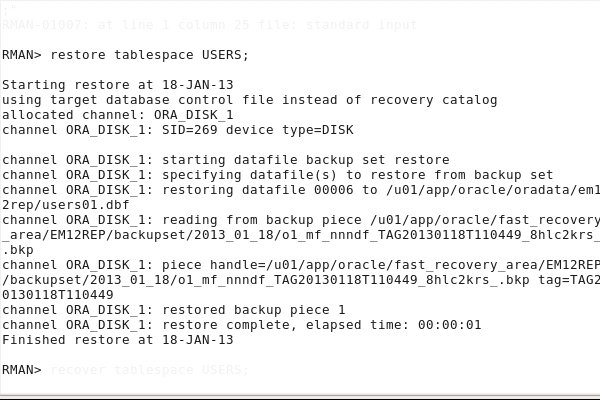 ;"
RMAN-01007: at line 1 column 25 file: standard input
RMAN> restore tablespace USERS;
Starting restore at 18-JAN-13
using target database control file instead of recovery catalog
allocated channel: ORA_DISK_1
channel ORA_DISK_1: SID=269 device type=DISK
channel ORA_DISK_1: starting datafile backup set restore
channel ORA_DISK_1: specifying datafile(s) to restore from backup set
channel ORA_DISK_1: restoring datafile 00006 to /u01/app/oracle/oradata/em1
2rep/users01.dbf
channel ORA_DISK_1: reading from backup piece /u01/app/oracle/fast_recovery
_area/EM12REP/backupset/2013_01_18/o1_mf_nnndf_TAG20130118T110449_8hlc2krs_
.bkp
channel ORA_DISK_1: piece handle=/u01/app/oracle/fast_recovery_area/EM12REP
/backupset/2013_01_18/o1_mf_nnndf_TAG20130118T110449_8hlc2krs_.bkp tag=TAG2
0130118T110449
channel ORA_DISK_1: restored backup piece 1
channel ORA_DISK_1: restore complete, elapsed time: 00:00:01
Finished restore at 18-JAN-13
RMAN> recover tablespace USERS;